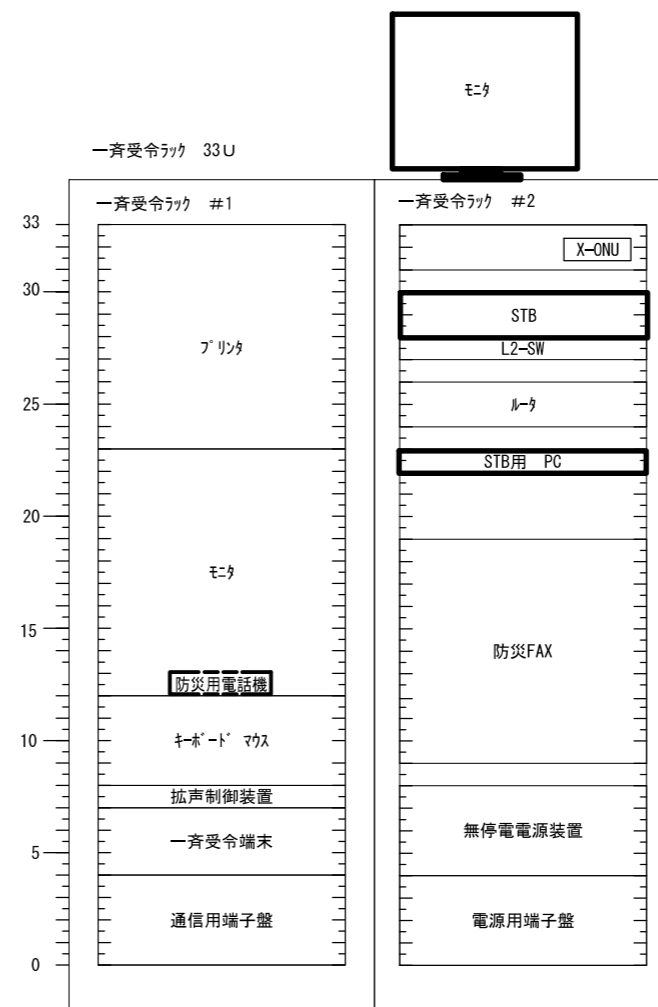 モニタ
一斉受令ラック 33U
一斉受令ラック #1
一斉受令ラック #2
33
30
25
20
15
10
5
0
プリンタ
モニタ
防災用電話機
キーボード マウス
拡声制御装置
一斉受令端末
通信用端子盤
X-ONU
STB
L2-SW
ルータ
STB用 PC
防災FAX
無停電電源装置
電源用端子盤